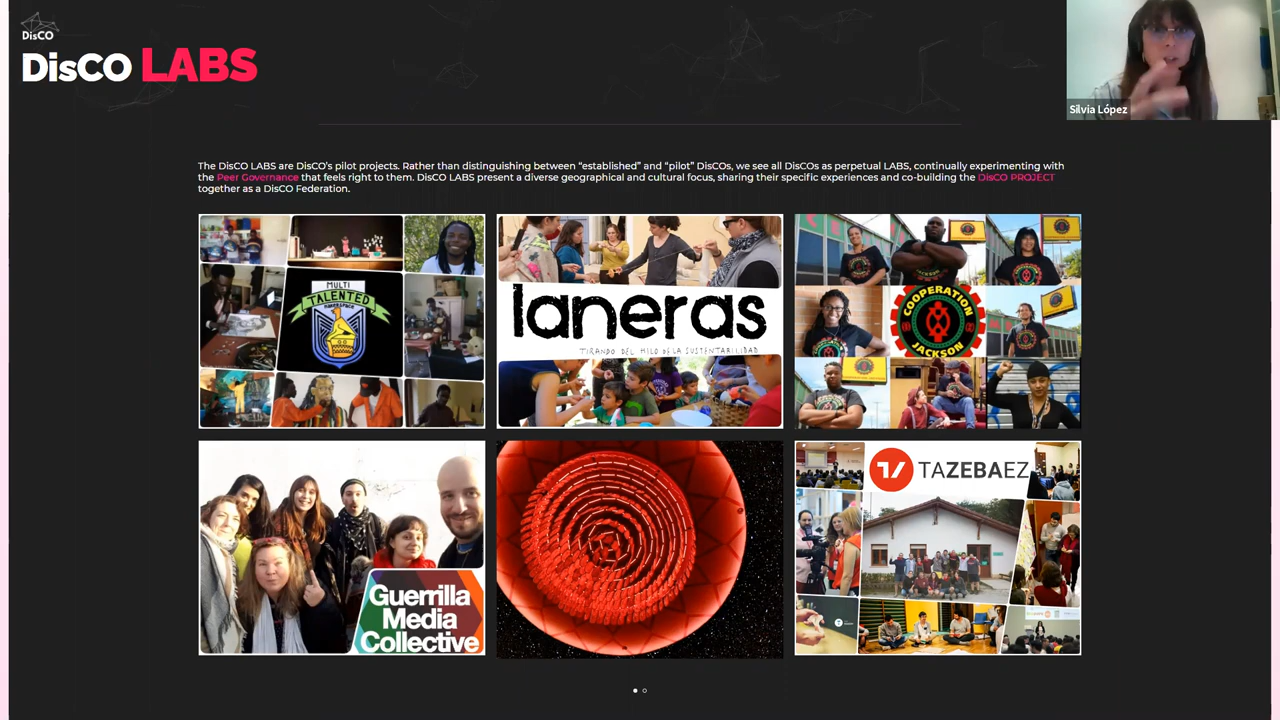 DisCO
DisCO LABS
Silvia López
The DisCO LABS are DisCO's pilot projects. Rather than distinguishing between “established” and “pilot” DisCOs, we see all DisCOs as perpetual LABS, continually experimenting with
the Peer Governance that feels right to them. DisCO LABS present a diverse geographical and cultural focus, sharing their specific experiences and co-building the DisCO PROJECT
together as a DisCO Federation.
MULTI
TALENTED
laneras
TIRANDO DEL HILO DE LA SUSTENTABILIDAD
COOPERATION
JACKSON
Guerrilla
Media
Collective
TAZEBAEZ